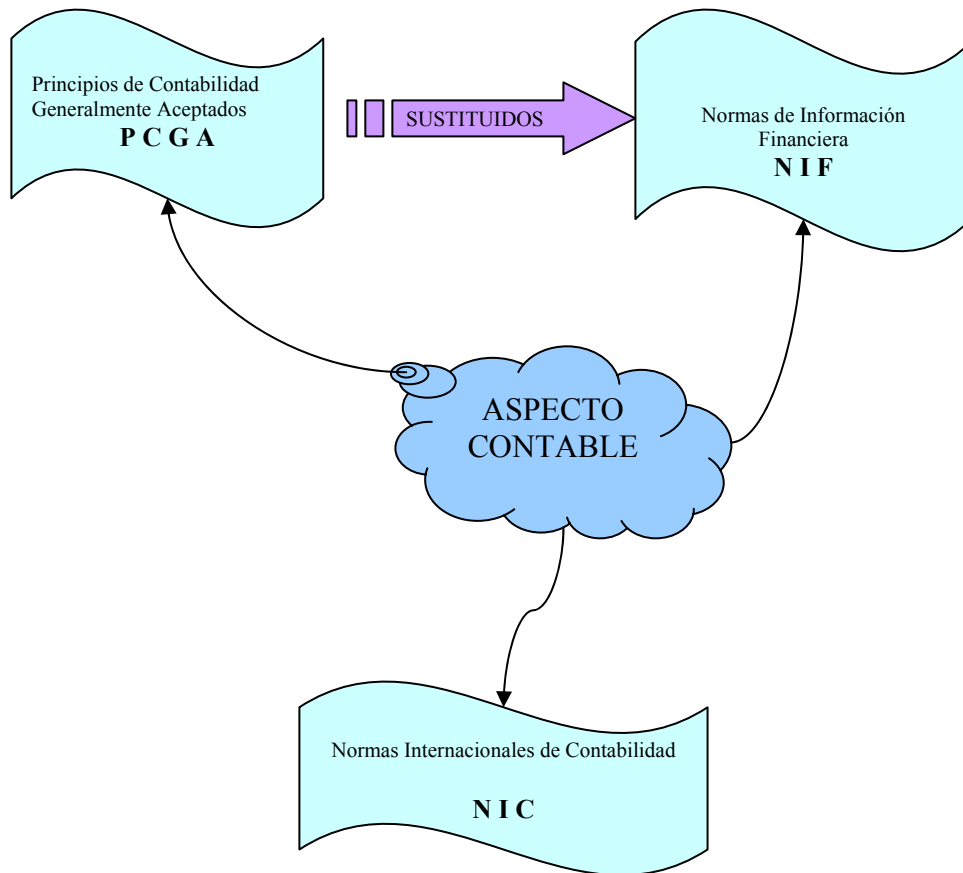 Principios de Contabilidad
Generalmente Aceptados
P C G A
SUSTITUIDOS
Normas de Información
Financiera
N I F
ASPECTO
CONTABLE
Normas Internacionales de Contabilidad
N I C